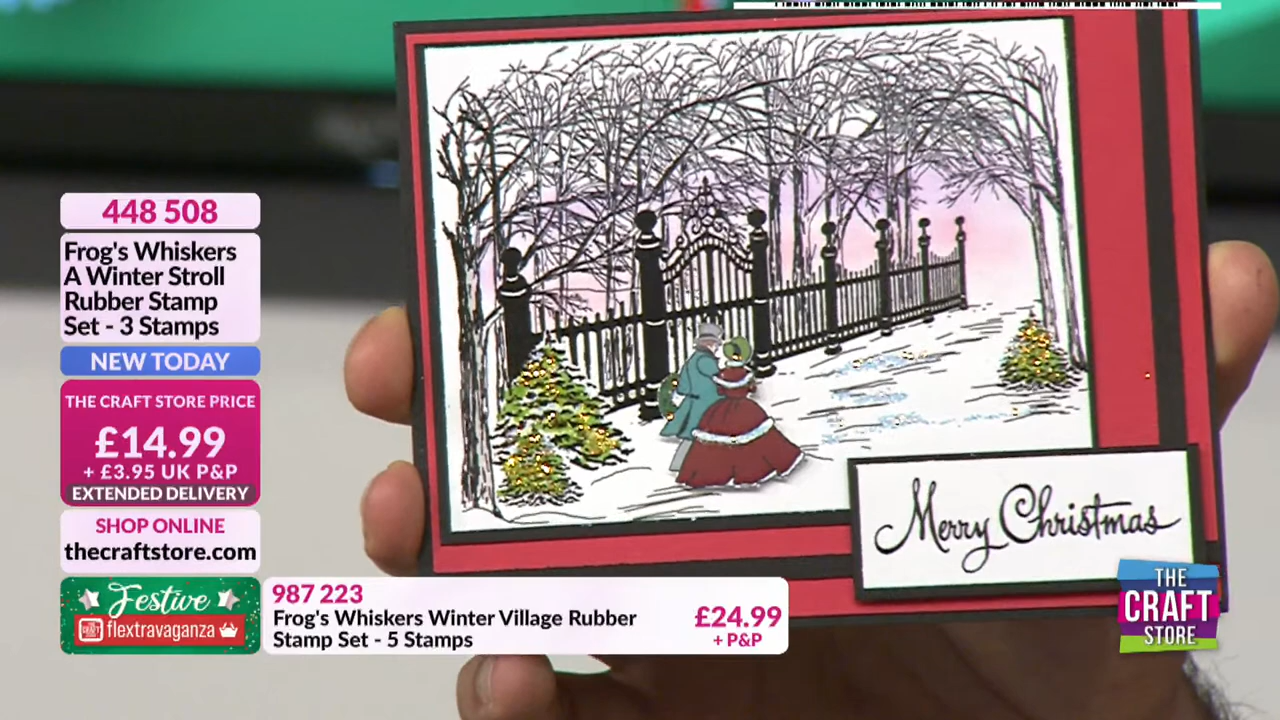 448 508
Frog's Whiskers
A Winter Stroll
Rubber Stamp
Set - 3 Stamps
NEW TODAY
THE CRAFT STORE PRICE
£14.99
+ £3.95 UK P&P
EXTENDED DELIVERY
SHOP ONLINE
thecraftstore.com
Festive
flextravaganza
987 223
Frog's Whiskers Winter Village Rubber
Stamp Set - 5 Stamps
£24.99
+ P&P
Merry Christmas
THE
CRAFT
STORE